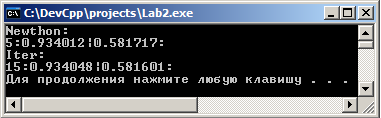 C:\DevCpp\projects\Lab2.exe
Newthon:
5:0.934012|0.581717:
Iter:
15:0.934048|0.581601:
Для продолжения нажмите любую клавишу . . .